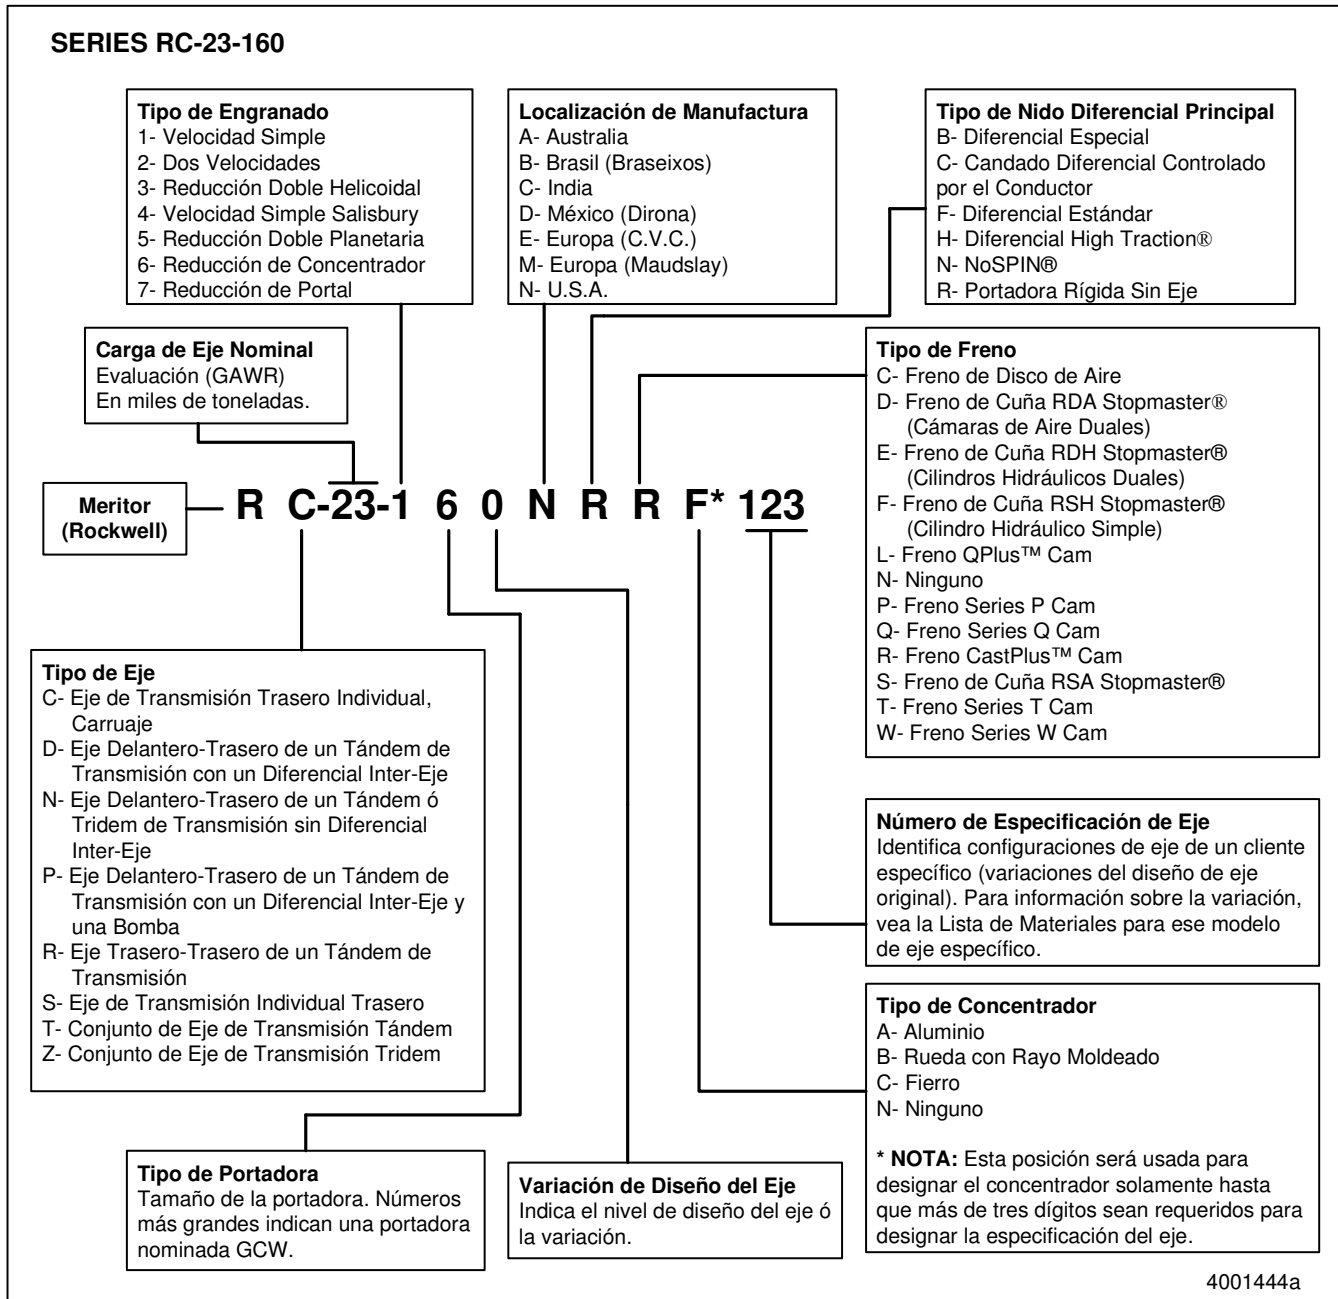 SERIES RC-23-160
Tipo de Engranado
1- Velocidad Simple
2- Dos Velocidades
3- Reducción Doble Helicoidal
4- Velocidad Simple Salisbury
5- Reducción Doble Planetaria
6- Reducción de Concentrador
7- Reducción de Portal
Localización de Manufactura
A- Australia
B- Brasil (Braseixos)
C- India
D- México (Dirona)
E- Europa (C.V.C.)
M- Europa (Maudslay)
N- U.S.A.
Tipo de Nido Diferencial Principal
B- Diferencial Especial
C- Candado Diferencial Controlado
por el Conductor
F- Diferencial Estándar
H- Diferencial High Traction®
N- NoSPIN®
R- Portadora Rígida Sin Eje
Carga de Eje Nominal
Evaluación (GAWR)
En miles de toneladas.
Tipo de Freno
C- Freno de Disco de Aire
D- Freno de Cuña RDA Stopmaster®
(Cámaras de Aire Duales)
E- Freno de Cuña RDH Stopmaster®
(Cilindros Hidráulicos Duales)
F- Freno de Cuña RSH Stopmaster®
(Cilindro Hidráulico Simple)
L- Freno QPlus™ Cam
N- Ninguno
P- Freno Series P Cam
Q- Freno Series Q Cam
R- Freno CastPlus™ Cam
S- Freno de Cuña RSA Stopmaster®
T- Freno Series T Cam
W- Freno Series W Cam
Meritor
(Rockwell)
R C-23-1 6 0 N R R F* 123
Tipo de Eje
C- Eje de Transmisión Trasero Individual,
Carruaje
D- Eje Delantero-Trasero de un Tándem de
Transmisión con un Diferencial Inter-Eje
N- Eje Delantero-Trasero de un Tándem ó
Tridem de Transmisión sin Diferencial
Inter-Eje
P- Eje Delantero-Trasero de un Tándem de
Transmisión con un Diferencial Inter-Eje y
una Bomba
R- Eje Trasero-Trasero de un Tándem de
Transmisión
S- Eje de Transmisión Individual Trasero
T- Conjunto de Eje de Transmisión Tándem
Z- Conjunto de Eje de Transmisión Tridem
Número de Especificación de Eje
Identifica configuraciones de eje de un cliente
específico (variaciones del diseño de eje
original). Para información sobre la variación,
vea la Lista de Materiales para ese modelo
de eje específico.
Tipo de Concentrador
A- Aluminio
B- Rueda con Rayo Moldeado
C- Fierro
N- Ninguno
* NOTA: Esta posición será usada para
designar el concentrador solamente hasta
que más de tres dígitos sean requeridos para
designar la especificación del eje.
Tipo de Portadora
Tamaño de la portadora. Números
más grandes indican una portadora
nominada GCW.
Variación de Diseño del Eje
Indica el nivel de diseño del eje ó
la variación.
4001444a